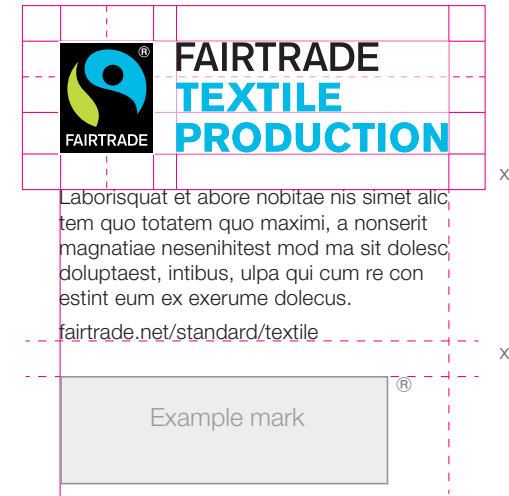 ®
FAIRTRADE
FAIRTRADE
TEXTILE
PRODUCTION
x
Laborisquat et abore nobitae nis simet alic
tem quo totatem quo maximi, a nonserit
magnatiae nesenihitest mod ma sit dolesc
doluptaest, intibus, ulpa qui cum re con
estint eum ex exerume dolecus.
fairtrade.net/standard/textile
x
®
Example mark